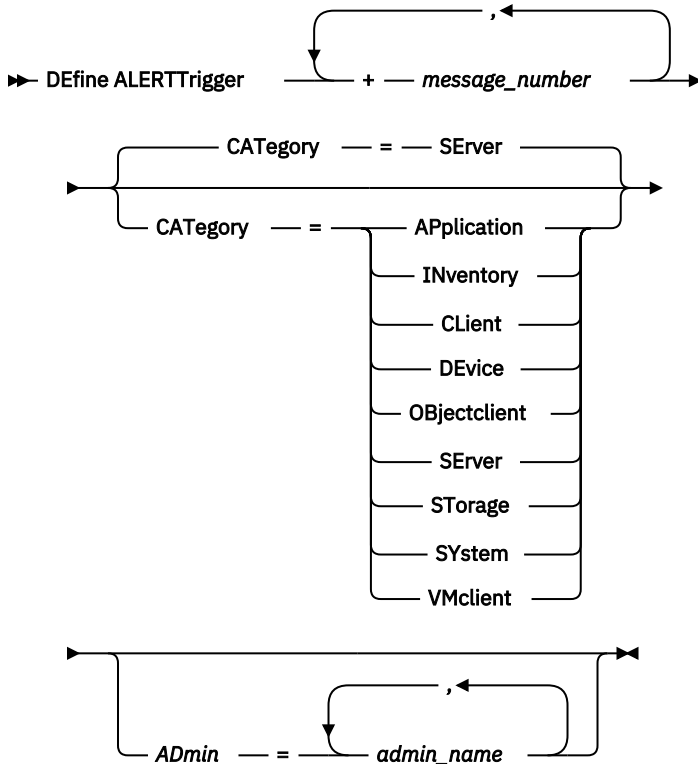 ,
DEfine ALERTTrigger + message_number
CATegory = SErver
CATegory = APplication
INventory
CLient
DEvice
OBjectclient
SErver
STorage
SYstem
VMclient
,
ADmin = admin_name